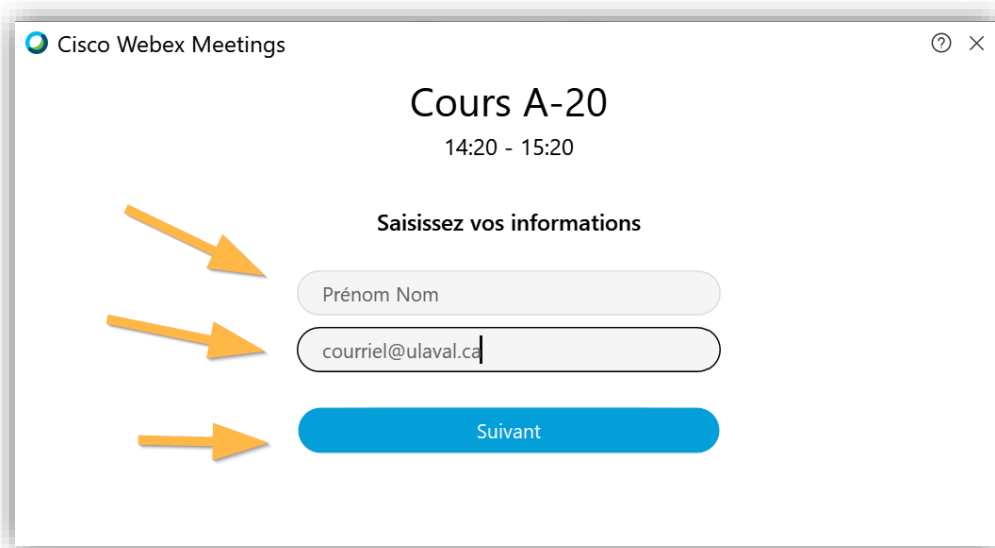 Cisco Webex Meetings
Cours A-20
14:20 - 15:20
Saisissez vos informations
Prénom Nom
courriel@ulaval.ca
Suivant